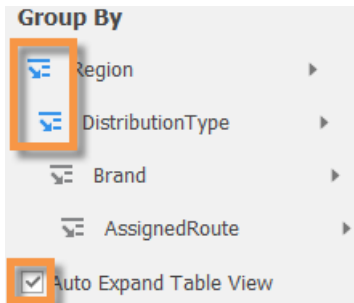 Group By
Region
DistributionType
Brand
AssignedRoute
Auto Expand Table View